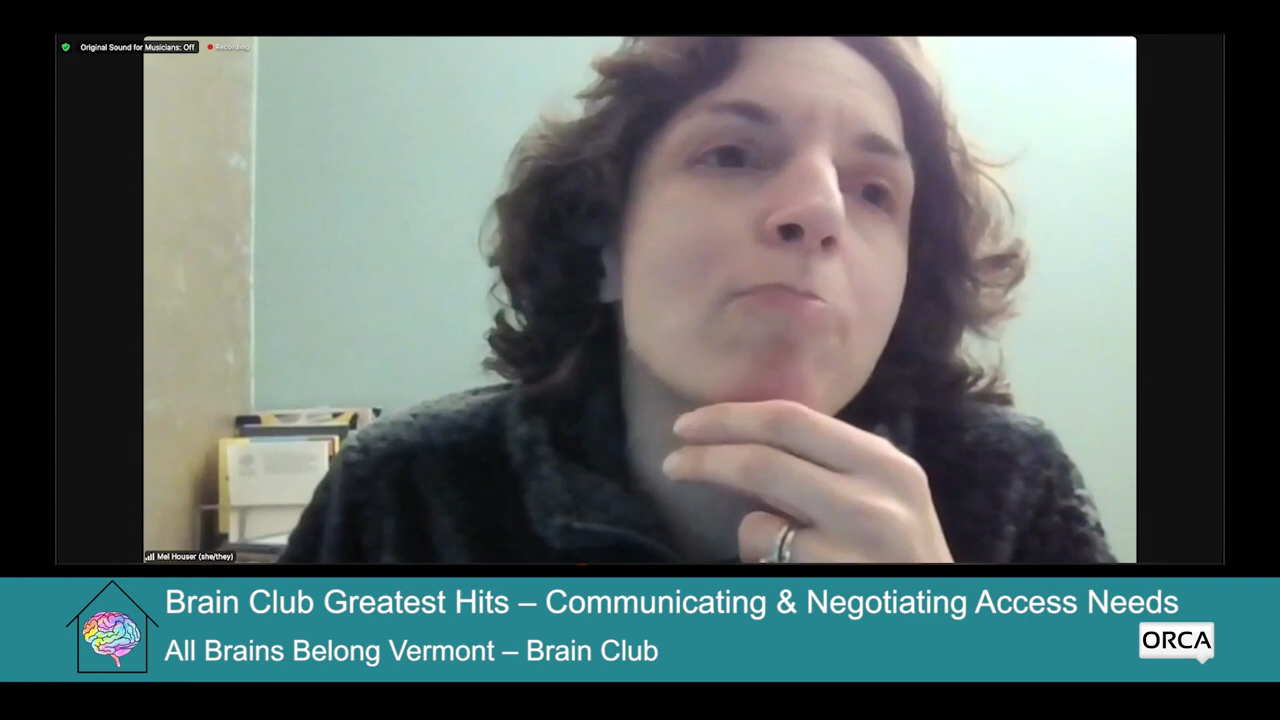 Original Sound for Musicians: Off
Recording
Mel Houser (she/they)
Brain Club Greatest Hits – Communicating & Negotiating Access Needs
All Brains Belong Vermont – Brain Club
ORCA